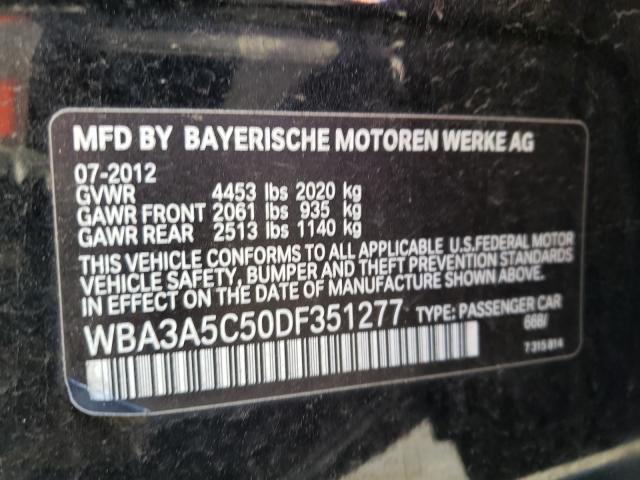 MFD BY BAYERISCHE MOTOREN WERKE AG
07-2012
GVWR 4453 lbs 2020 kg
GAWR FRONT 2061 lbs 935 kg
GAWR REAR 2513 lbs 1140 kg
THIS VEHICLE CONFORMS TO ALL APPLICABLE U.S.FEDERAL MOTOR
VEHICLE SAFETY, BUMPER AND THEFT PREVENTION STANDARDS
IN EFFECT ON THE DATE OF MANUFACTURE SHOWN ABOVE.
WBA3A5C50DF351277 TYPE: PASSENGER CAR
668/
7 315 814